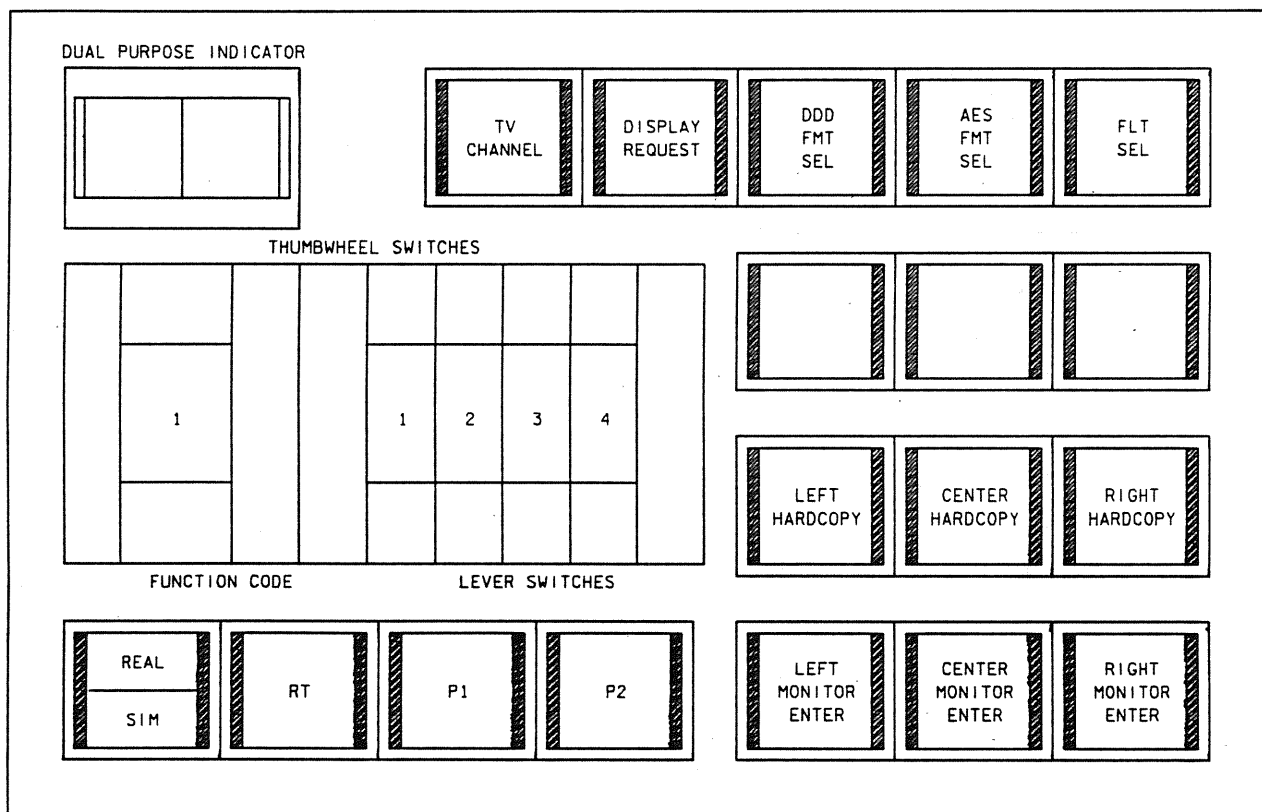 DUAL PURPOSE INDICATOR
TV
CHANNEL
DISPLAY
REQUEST
DDD
FMT
SEL
AES
FMT
SEL
FLT
SEL
THUMBWHEEL SWITCHES
1
1
2
3
4
LEFT
HARDCOPY
CENTER
HARDCOPY
RIGHT
HARDCOPY
FUNCTION CODE
LEVER SWITCHES
REAL
SIM
RT
P1
P2
LEFT
MONITOR
ENTER
CENTER
MONITOR
ENTER
RIGHT
MONITOR
ENTER